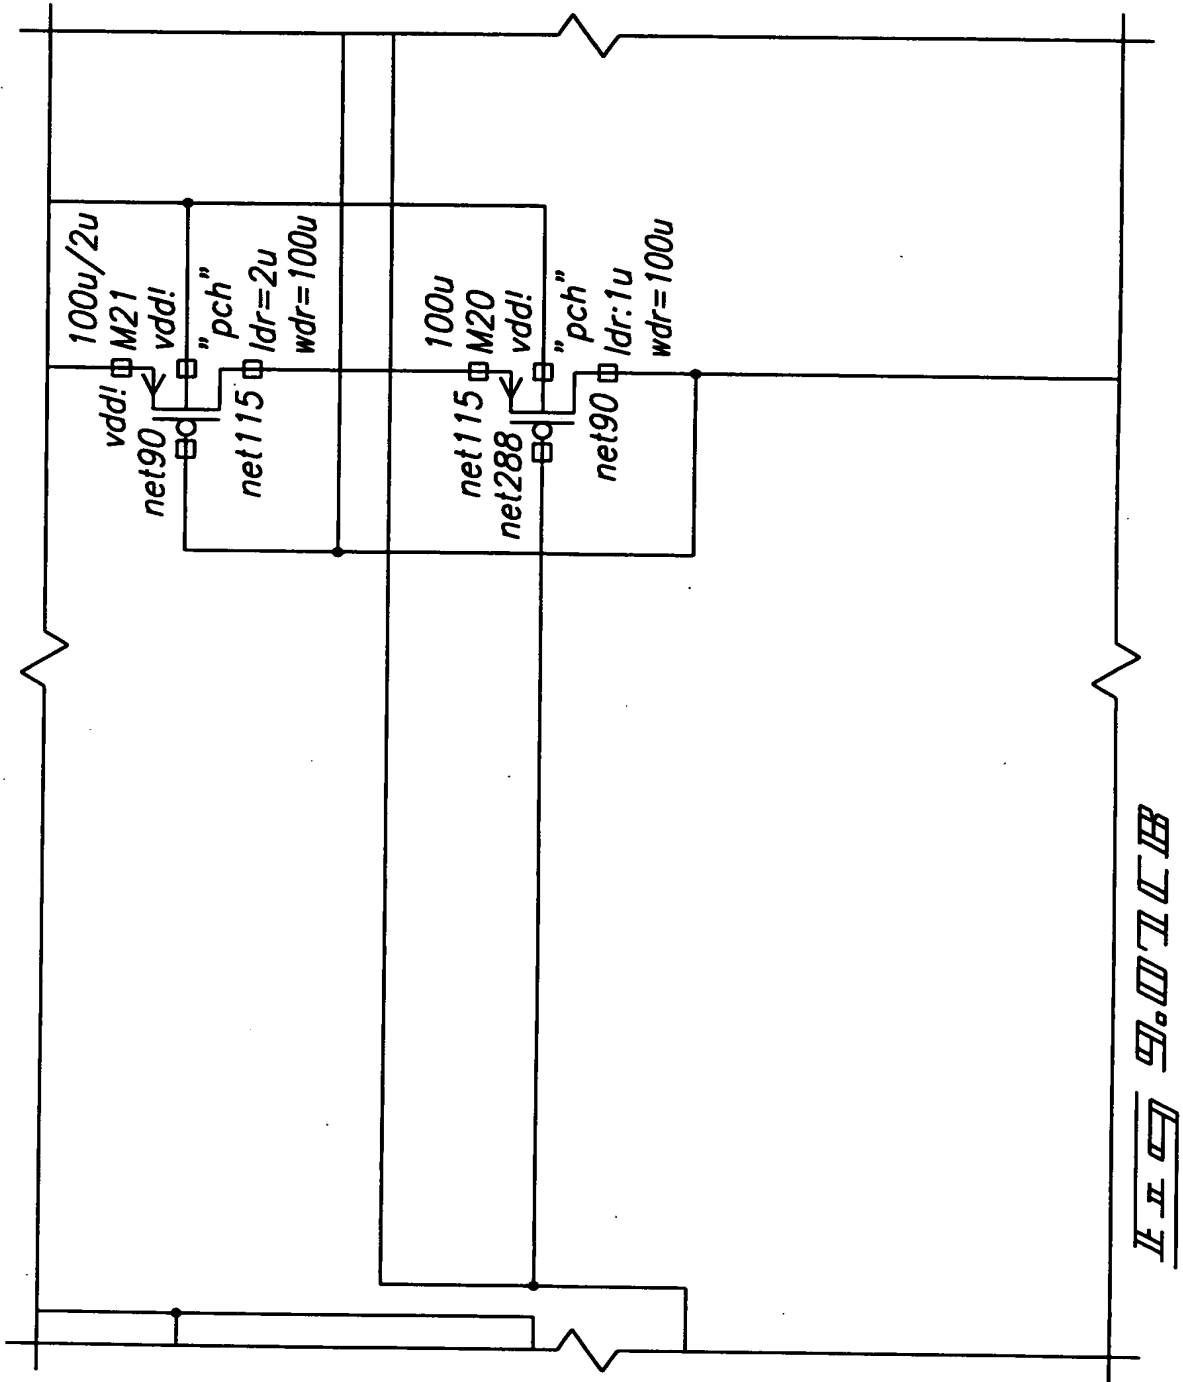 100u/2u
M21
vdd!
vdd!
net90
"pch"
net115
ldr=2u
wdr=100u
100u
M20
vdd!
net115
net288
"pch"
net90
ldr:1u
wdr=100u
FIG 9.07CB